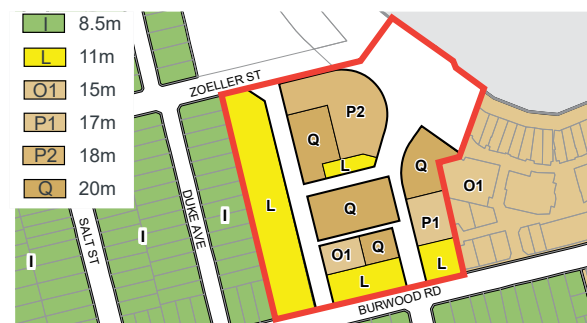 I 8.5m
L 11m
O1 15m
P1 17m
P2 18m
Q 20m
ZOELLER ST
P2
Q
L
Q
O1
DUKE AVE
L
Q
I
P1
SALT ST
I
O1
Q
I
L
L
BURWOOD RD